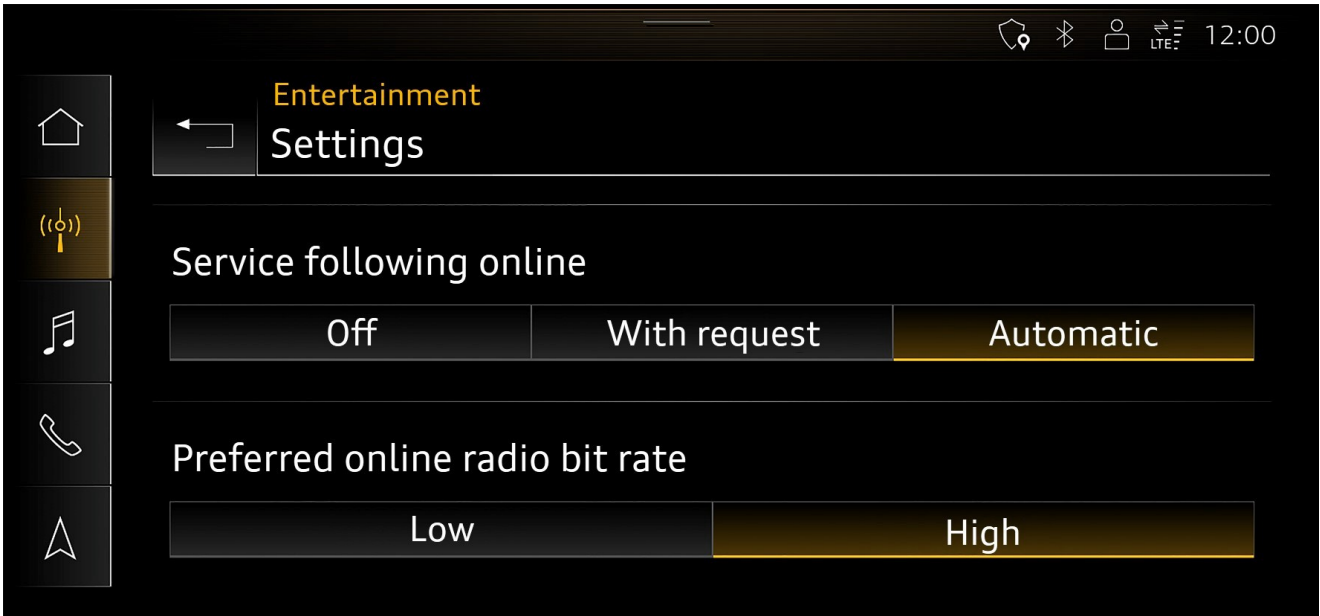 LTE 12:00
Entertainment
Settings
Service following online
Off With request Automatic
Preferred online radio bit rate
Low High